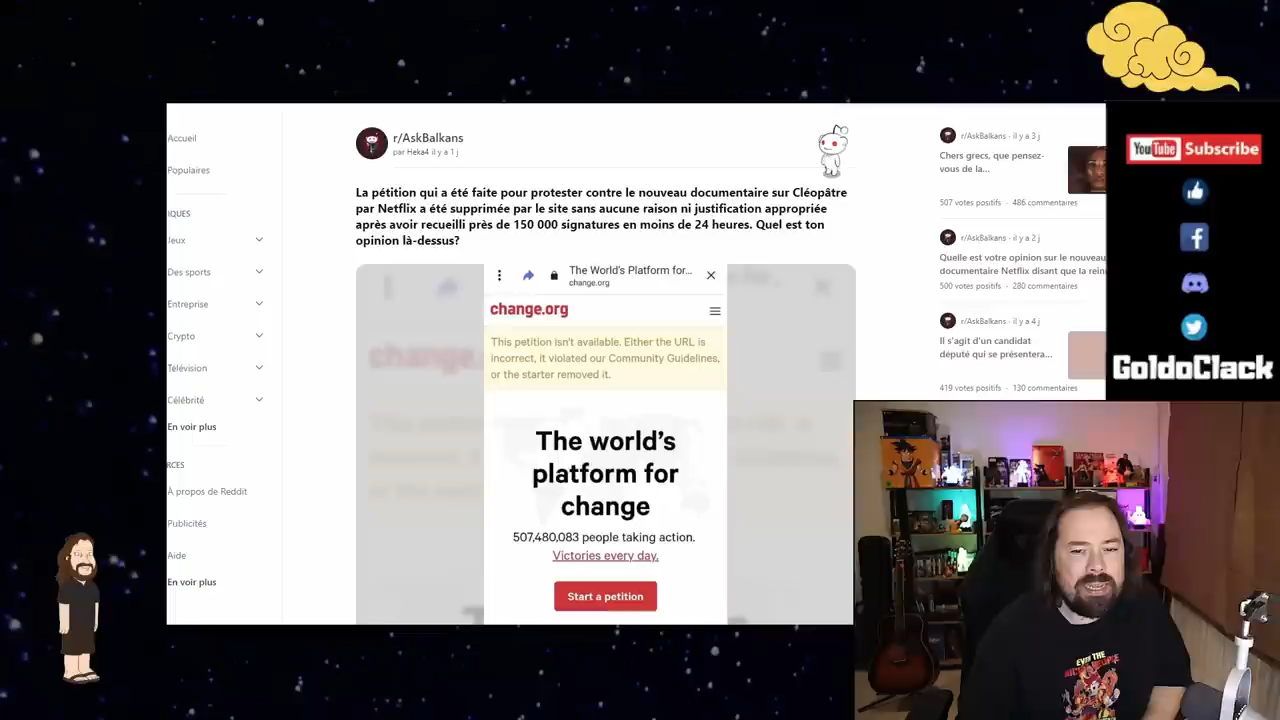 Accueil
Populaires
IQUES
Jeux
Des sports
Entreprise
Crypto
Télévision
Célébrité
En voir plus
RCES
À propos de Reddit
Publicités
Aide
En voir plus
r/AskBalkans
par Heka4 il y a 1 j
La pétition qui a été faite pour protester contre le nouveau documentaire sur Cléopâtre
par Netflix a été supprimée par le site sans aucune raison ni justification appropriée
après avoir recueilli près de 150 000 signatures en moins de 24 heures. Quel est ton
opinion là-dessus?
The World's Platform for...
change.org
change.org
This petition isn't available. Either the URL is
incorrect, it violated our Community Guidelines,
or the starter removed it.
The world's
platform for
change
507,480,083 people taking action.
Victories every day.
Start a petition
r/AskBalkans · il y a 3 j
Chers grecs, que pensez-
vous de la...
507 votes positifs · 486 commentaires
r/AskBalkans · il y a 2 j
Quelle est votre opinion sur le nouveau
documentaire Netflix disant que la rein
500 votes positifs · 280 commentaires
r/AskBalkans · il y a 4 j
Il s'agit d'un candidat
député qui se présentera...
419 votes positifs · 130 commentaires
YouTube Subscribe
GoldoClack
EVEN THE